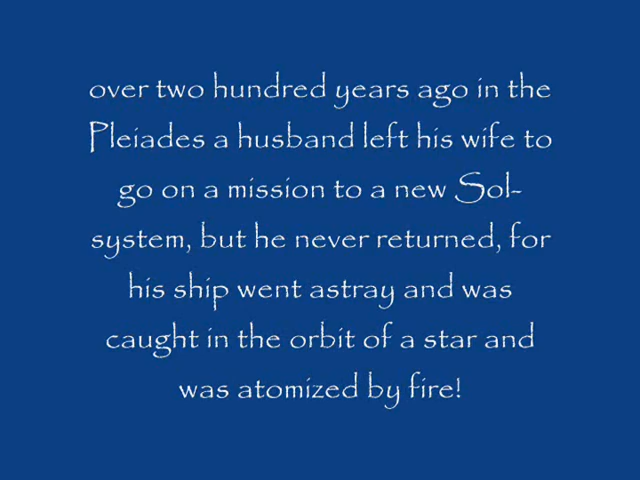 over two hundred years ago in the
Pleiades a husband left his wife to
go on a mission to a new Sol-
system, but he never returned, for
his ship went astray and was
caught in the orbit of a star and
was atomized by fire!